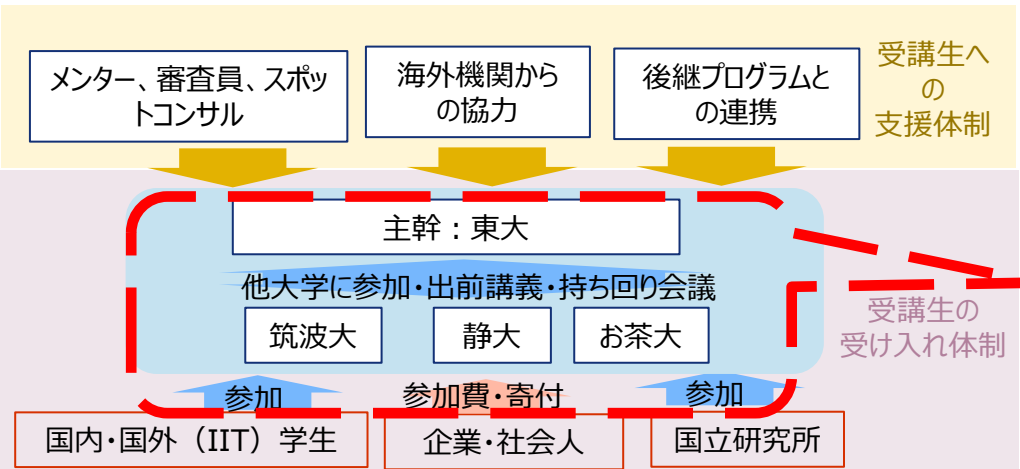 メンター、審査員、スポッ
トコンサル
海外機関から
の協力
後継プログラムと
の連携
受講生へ
の
支援体制
主幹：東大
他大学に参加・出前講義・持ち回り会議
筑波大
静大
お茶大
受講生の
受け入れ体制
参加
参加費・寄付
参加
国内・国外（IIT）学生
企業・社会人
国立研究所